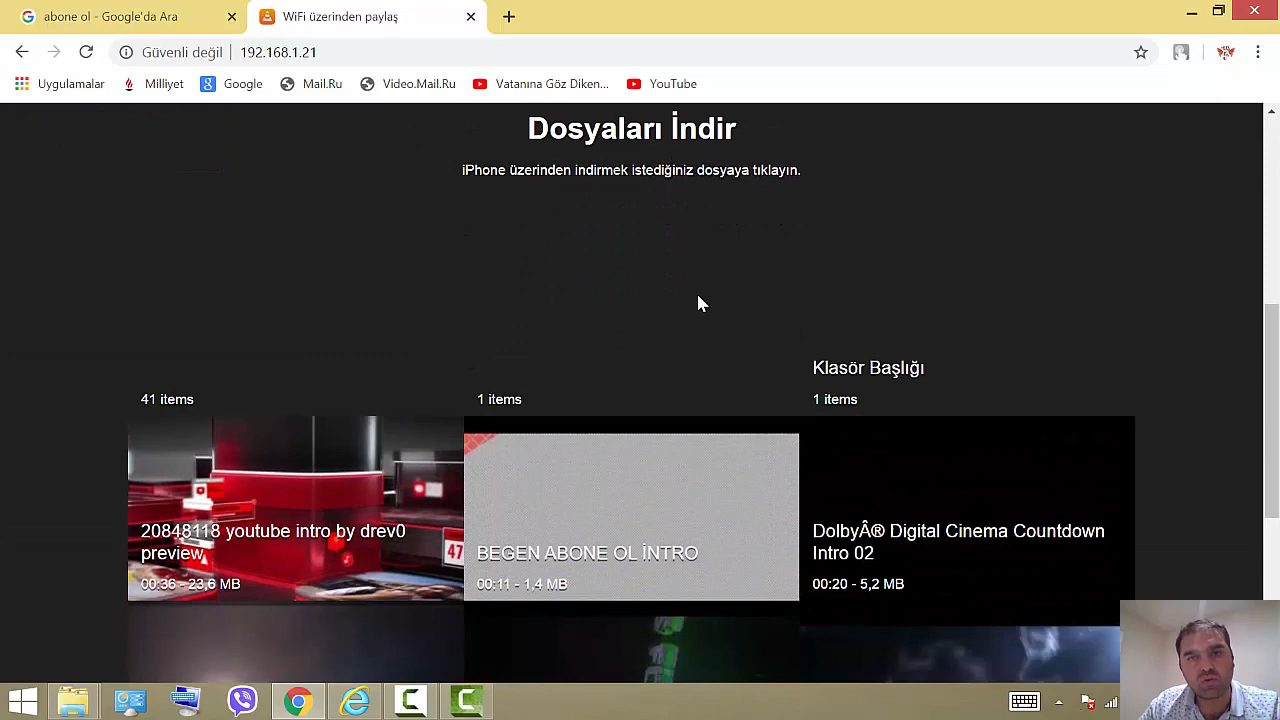 abone ol - Google'da Ara
WiFi üzerinden paylaş
Güvenli değil
192.168.1.21
Uygulamalar
Milliyet
Google
Mail.Ru
Video.Mail.Ru
Vatanına Göz Diken...
YouTube
Dosyaları İndir
iPhone üzerinden indirmek istediğiniz dosyaya tıklayın.
Klasör Başlığı
41 items
1 items
1 items
20848118 youtube intro by drev0
preview
00:36 - 23,6 MB
47
BEGEN ABONE OL İNTRO
00:11 - 1,4 MB
DolbyÂ® Digital Cinema Countdown
Intro 02
00:20 - 5,2 MB